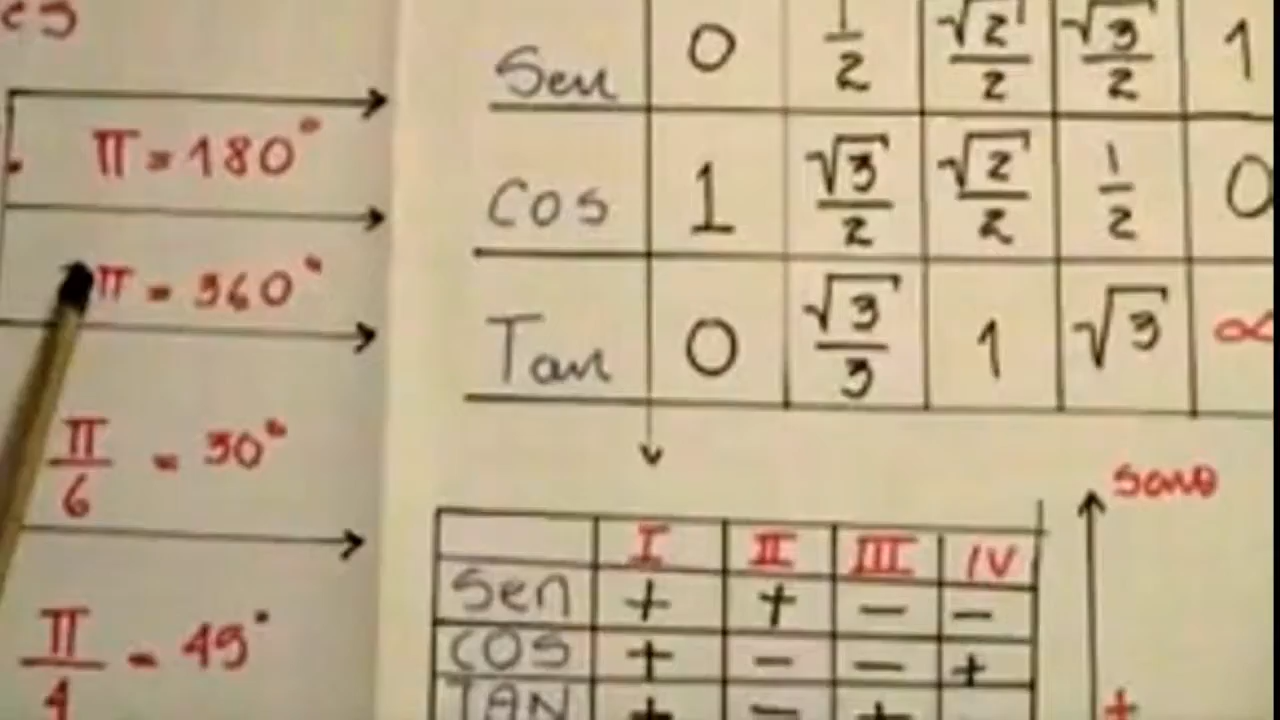 π = 180°
π = 360°
π/6 = 30°
π/4 = 45°
Sen 0 1/2 √2/2 √3/2 1
Cos 1 √3/2 √2/2 1/2 0
Tan 0 √3/3 1 √3 ∞
I II III IV
Sen + + - -
COS + - - +
TAN + - +
seno
+